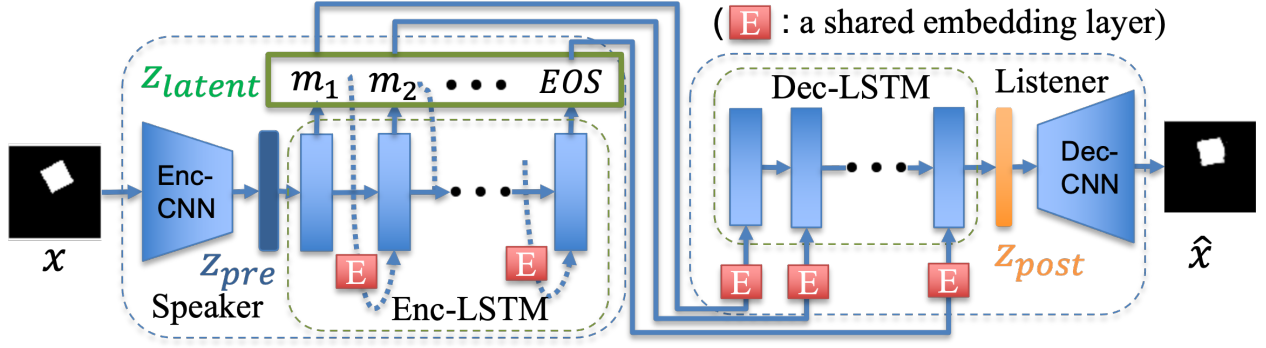 ( E : a shared embedding layer)
z_latent m_1 m_2 • • • EOS
Dec-LSTM Listener
Enc-CNN
• • •
• • •
Dec-CNN
x
z_pre
E
E
E
E
E
z_post
x̂
Speaker
Enc-LSTM